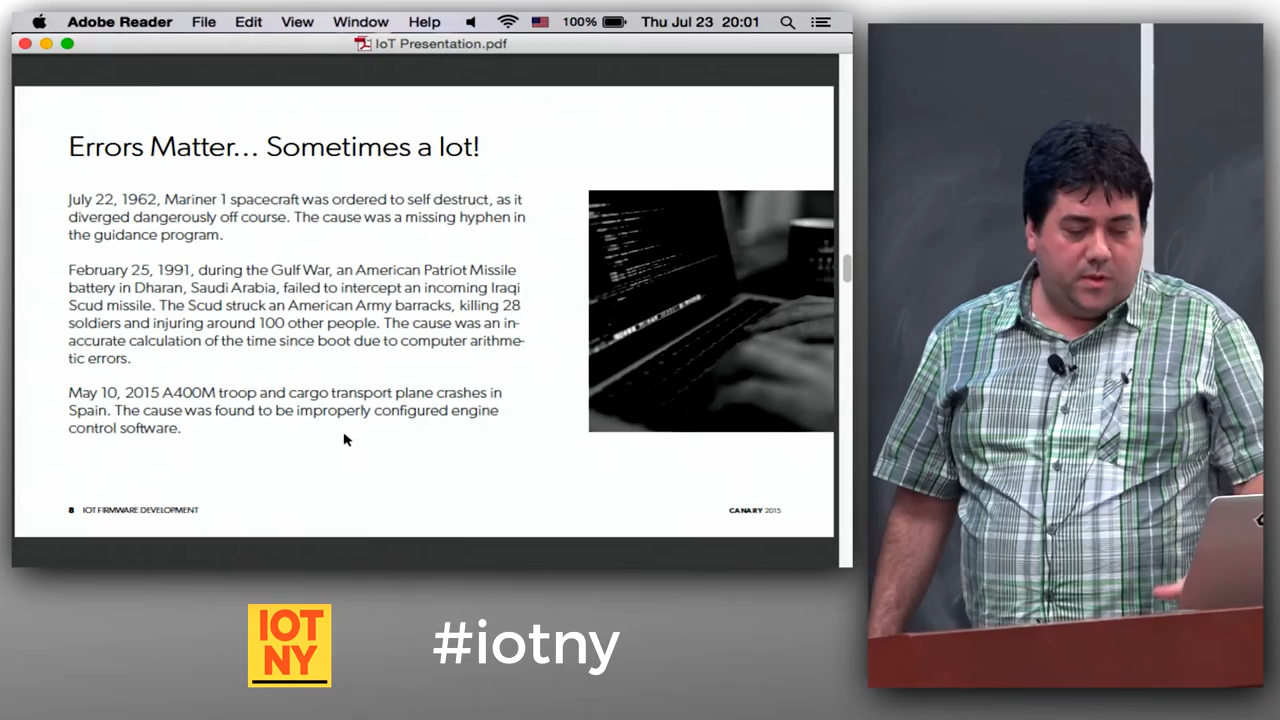 Adobe Reader File Edit View Window Help 100% Thu Jul 23 20:01
IoT Presentation.pdf
Errors Matter... Sometimes a lot!
July 22, 1962, Mariner 1 spacecraft was ordered to self destruct, as it
diverged dangerously off course. The cause was a missing hyphen in
the guidance program.
February 25, 1991, during the Gulf War, an American Patriot Missile
battery in Dharan, Saudi Arabia, failed to intercept an incoming Iraqi
Scud missile. The Scud struck an American Army barracks, killing 28
soldiers and injuring around 100 other people. The cause was an in-
accurate calculation of the time since boot due to computer arithme-
tic errors.
May 10, 2015 A400M troop and cargo transport plane crashes in
Spain. The cause was found to be improperly configured engine
control software.
8 IOT FIRMWARE DEVELOPMENT
CANARY 2015
IOT
NY
#iotny